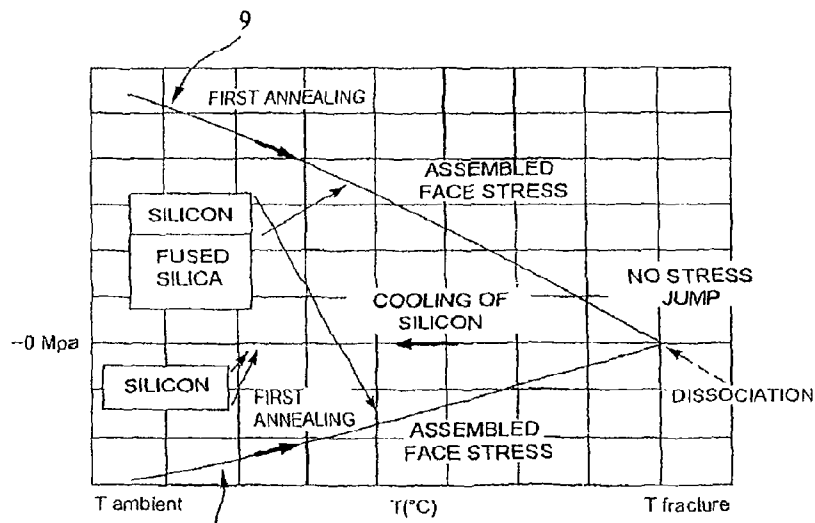 9
FIRST ANNEALING
ASSEMBLED
FACE STRESS
SILICON
FUSED
SILICA
NO STRESS
JUMP
COOLING OF
SILICON
~0 Mpa
SILICON
FIRST
ANNEALING
DISSOCIATION
ASSEMBLED
FACE STRESS
T ambient
T(°C)
T fracture